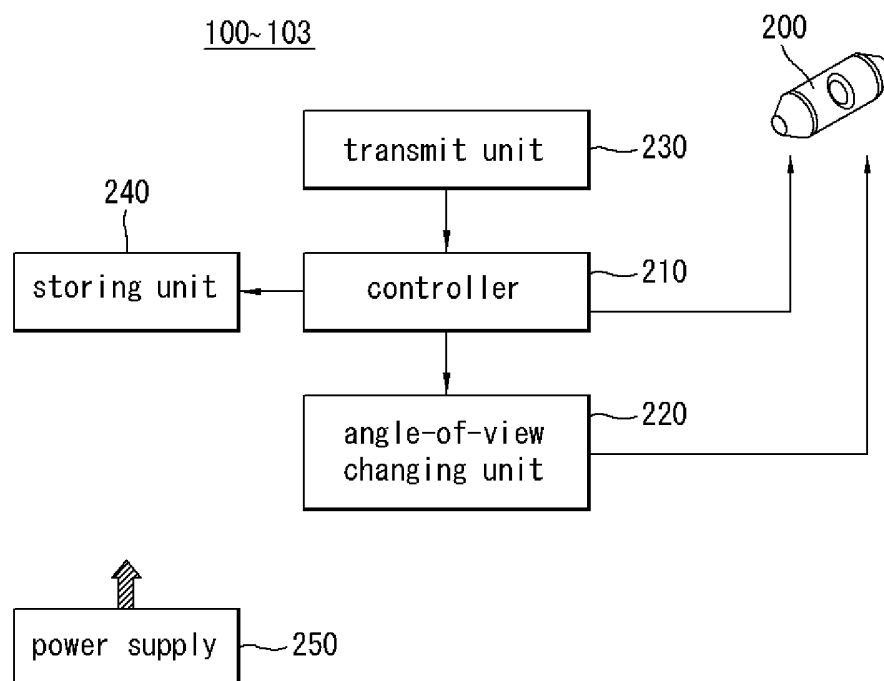 100~103
200
transmit unit
230
240
storing unit
controller
210
angle-of-view
changing unit
220
power supply
250